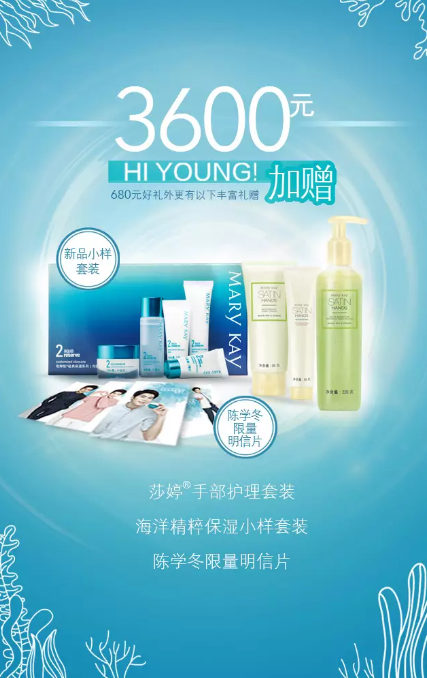 3600元
HI YOUNG!
加赠
680元好礼外更有以下丰富礼赠
新品小样
套装
MARY KAY
SATIN
HANDS
SATIN
HANDS
SATIN
HANDS
2
reserve
陈学冬
限量
明信片
莎婷®手部护理套装
海洋精粹保湿小样套装
陈学冬限量明信片